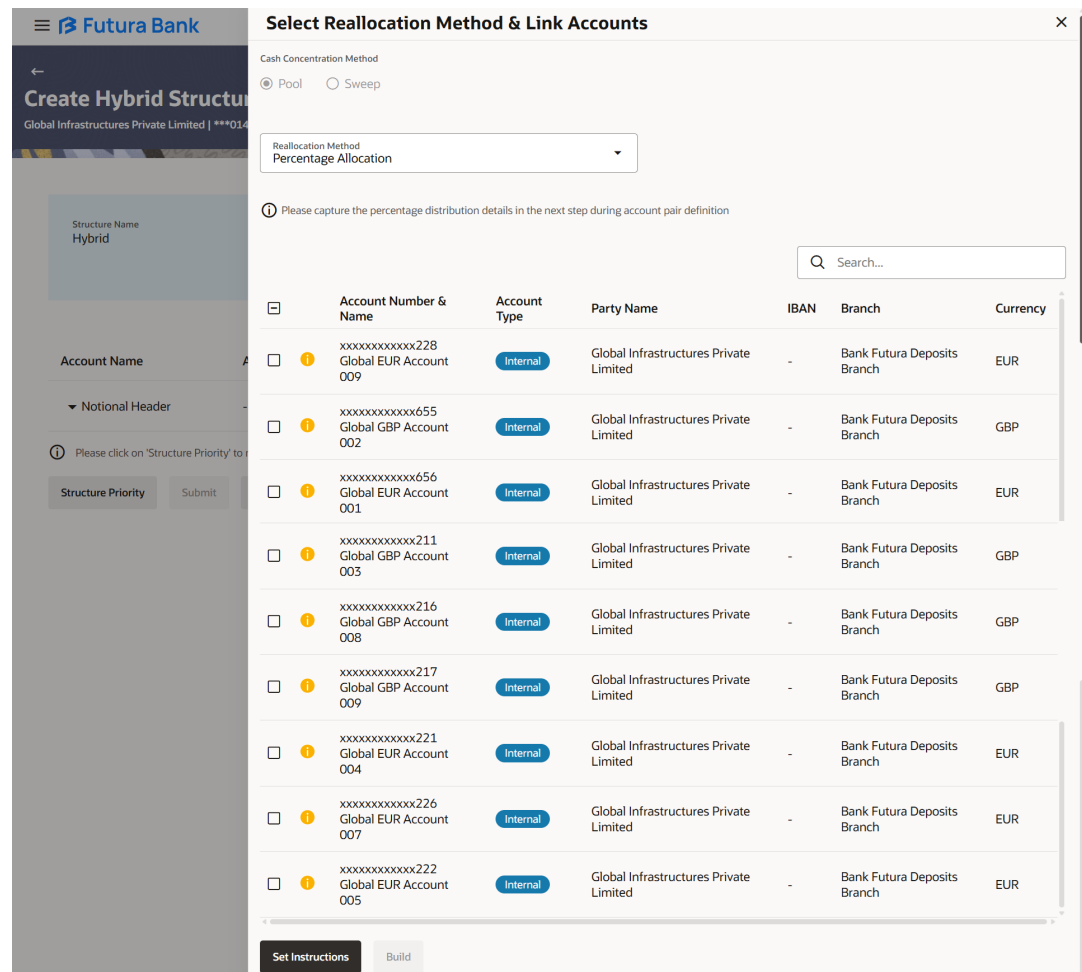 Futura Bank
Create Hybrid Structu
Global Infrastructures Private Limited | ***014
Structure Name
Hybrid
Account Name
Notional Header
-
Please click on 'Structure Priority' to r
Structure Priority
Submit
Select Reallocation Method & Link Accounts
Cash Concentration Method
Pool
Sweep
Reallocation Method
Percentage Allocation
Please capture the percentage distribution details in the next step during account pair definition
Search...
Account Number &
Name
Account
Type
Party Name
IBAN
Branch
Currency
xxxxxxxxxxxx228
Global EUR Account
009
Internal
Global Infrastructures Private
Limited
-
Bank Futura Deposits
Branch
EUR
xxxxxxxxxxxx655
Global GBP Account
002
Internal
Global Infrastructures Private
Limited
-
Bank Futura Deposits
Branch
GBP
xxxxxxxxxxxx656
Global EUR Account
001
Internal
Global Infrastructures Private
Limited
-
Bank Futura Deposits
Branch
EUR
xxxxxxxxxxxx211
Global GBP Account
003
Internal
Global Infrastructures Private
Limited
-
Bank Futura Deposits
Branch
GBP
xxxxxxxxxxxx216
Global GBP Account
008
Internal
Global Infrastructures Private
Limited
-
Bank Futura Deposits
Branch
GBP
xxxxxxxxxxxx217
Global GBP Account
009
Internal
Global Infrastructures Private
Limited
-
Bank Futura Deposits
Branch
GBP
xxxxxxxxxxxx221
Global EUR Account
004
Internal
Global Infrastructures Private
Limited
-
Bank Futura Deposits
Branch
EUR
xxxxxxxxxxxx226
Global EUR Account
007
Internal
Global Infrastructures Private
Limited
-
Bank Futura Deposits
Branch
EUR
xxxxxxxxxxxx222
Global EUR Account
005
Internal
Global Infrastructures Private
Limited
-
Bank Futura Deposits
Branch
EUR
Set Instructions
Build